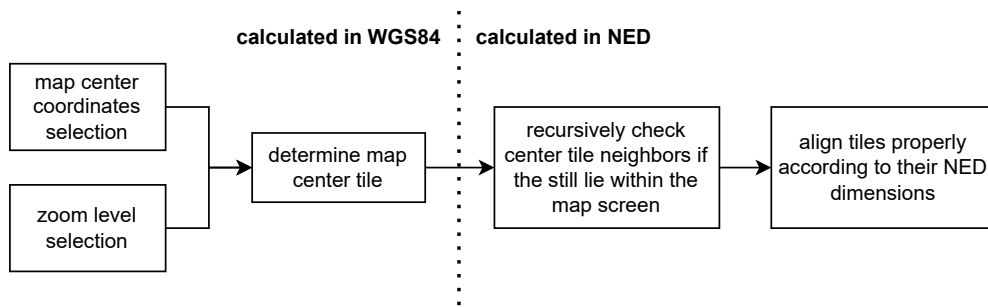 calculated in WGS84
calculated in NED
map center
coordinates
selection
zoom level
selection
determine map
center tile
recursively check
center tile neighbors if
the still lie within the
map screen
align tiles properly
according to their NED
dimensions